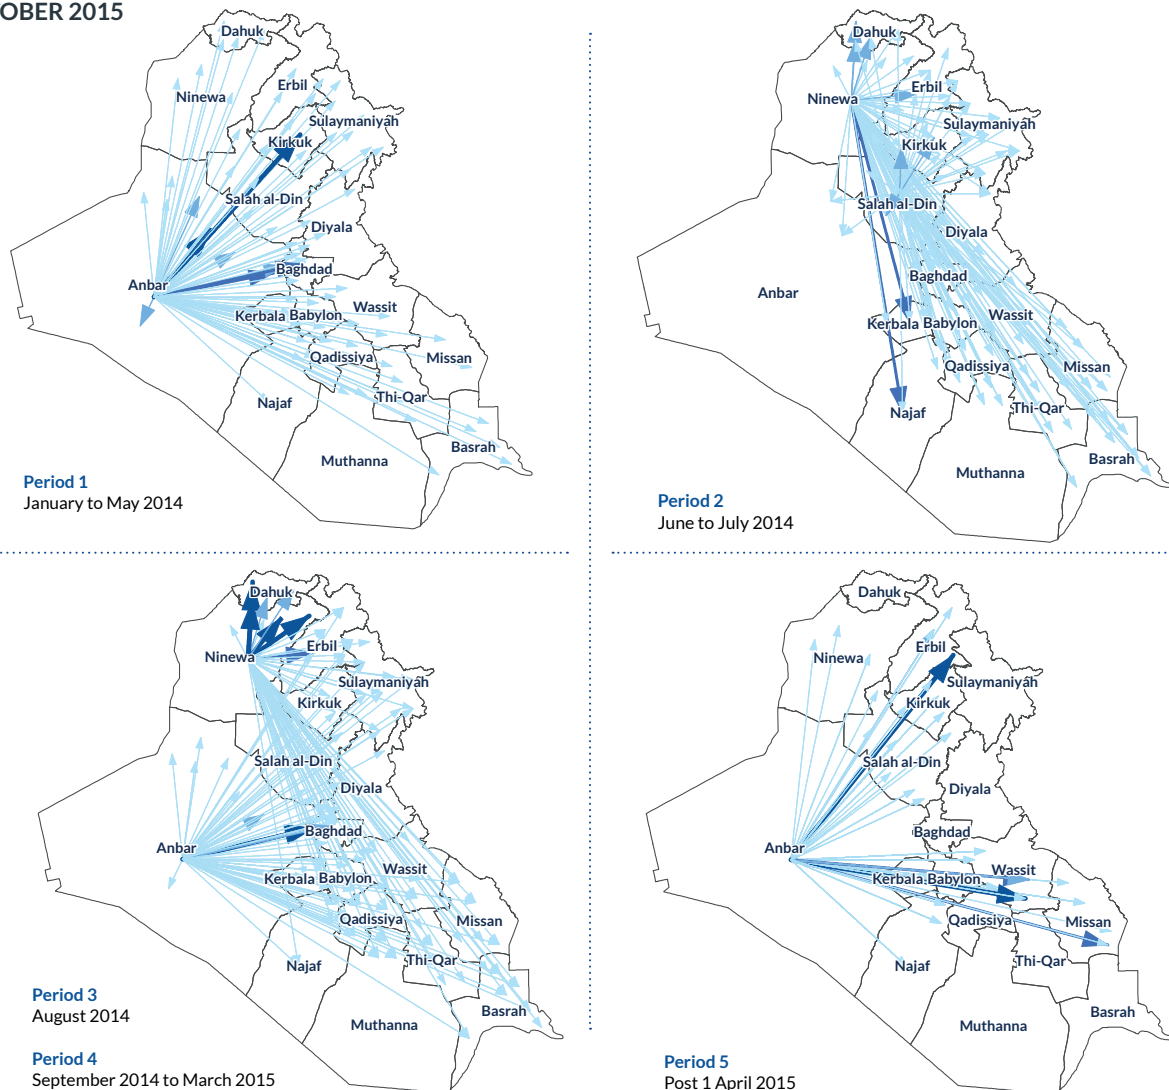 OBER 2015
Dahuk
Ninewa
Erbil
Sulaymaniyah
Kirkuk
Salah al-Din
Diyala
Anbar
Baghdad
Kerbala
Babylon
Wassit
Qadissiya
Missan
Najaf
Thi-Qar
Muthanna
Basrah
Period 1
January to May 2014
Dahuk
Ninewa
Erbil
Sulaymaniyah
Kirkuk
Salah al-Din
Diyala
Baghdad
Anbar
Kerbala
Babylon
Wassit
Qadissiya
Missan
Najaf
Thi-Qar
Muthanna
Basrah
Period 2
June to July 2014
Dahuk
Ninewa
Erbil
Sulaymaniyah
Kirkuk
Salah al-Din
Diyala
Anbar
Baghdad
Kerbala
Babylon
Wassit
Qadissiya
Missan
Najaf
Thi-Qar
Muthanna
Basrah
Period 3
August 2014
Period 4
September 2014 to March 2015
Dahuk
Ninewa
Erbil
Sulaymaniyah
Kirkuk
Salah al-Din
Diyala
Baghdad
Anbar
Kerbala
Babylon
Wassit
Qadissiya
Missan
Najaf
Thi-Qar
Muthanna
Basrah
Period 5
Post 1 April 2015